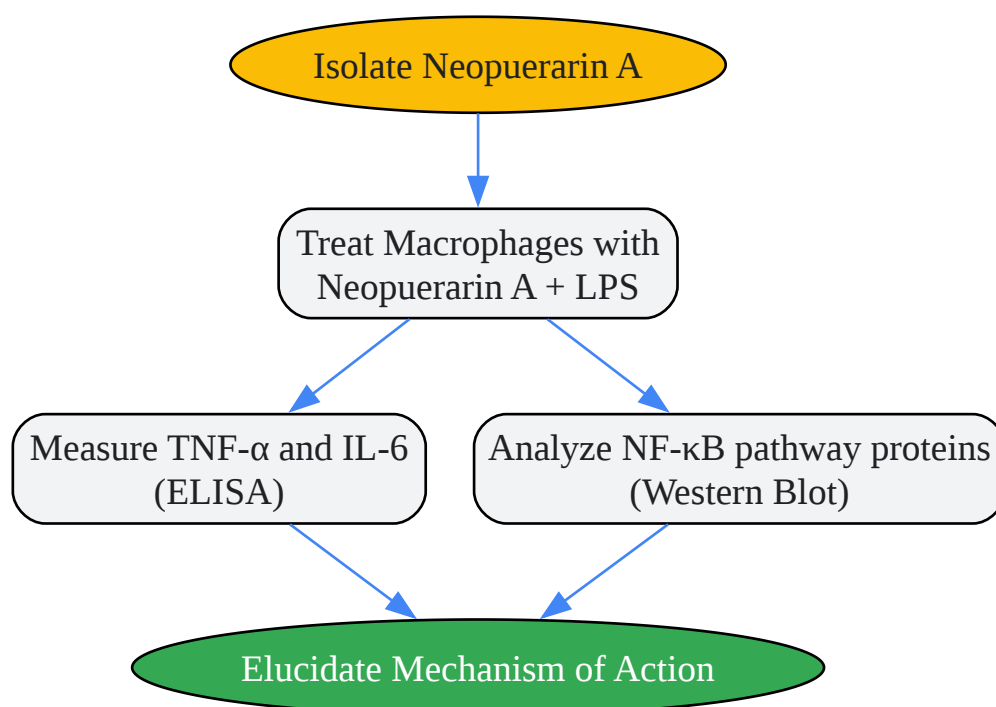 Isolate Neopuerarin A
Treat Macrophages with
Neopuerarin A + LPS
Measure TNF-α and IL-6
(ELISA)
Analyze NF-κB pathway proteins
(Western Blot)
Elucidate Mechanism of Action